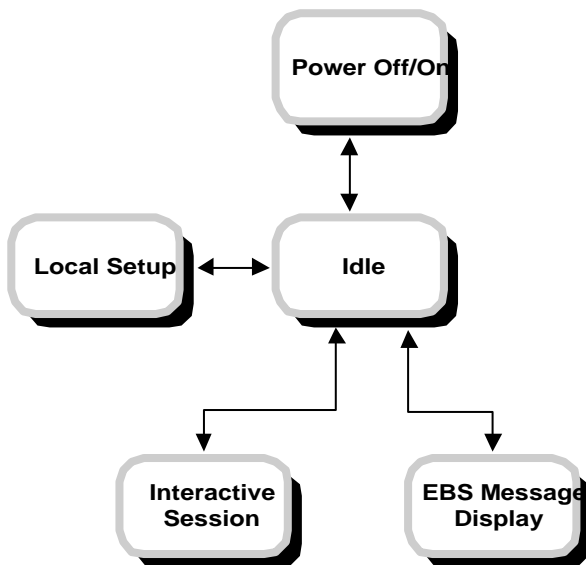 Power Off/On
Local Setup
Idle
Interactive
Session
EBS Message
Display